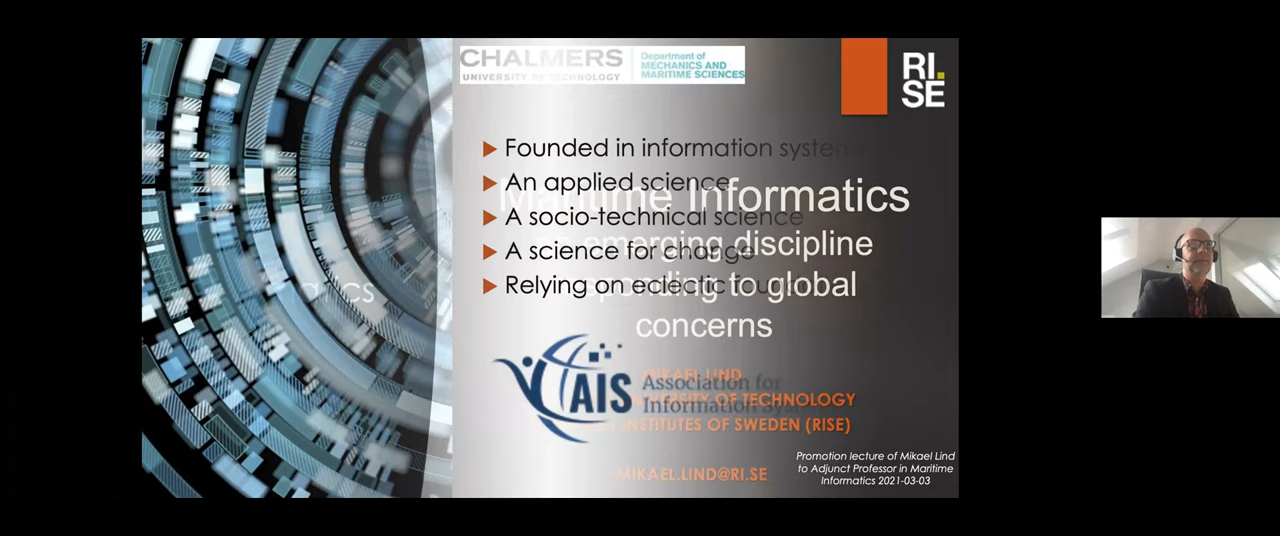 CHALMERS
UNIVERSITY OF TECHNOLOGY
Department of
MECHANICS AND
MARITIME SCIENCES
RI.
SE
Founded in information
An applied science
A socio-technical science
A science for change
Relying on eclectic
Maritime Informatics
emerging discipline
to global
concerns
AIS
Association for
Information
MIKAEL LIND
UNIVERSITY OF TECHNOLOGY
INSTITUTES OF SWEDEN (RISE)
MIKAEL.LIND@RI.SE
Promotion lecture of Mikael Lind
to Adjunct Professor in Maritime
Informatics 2021-03-03